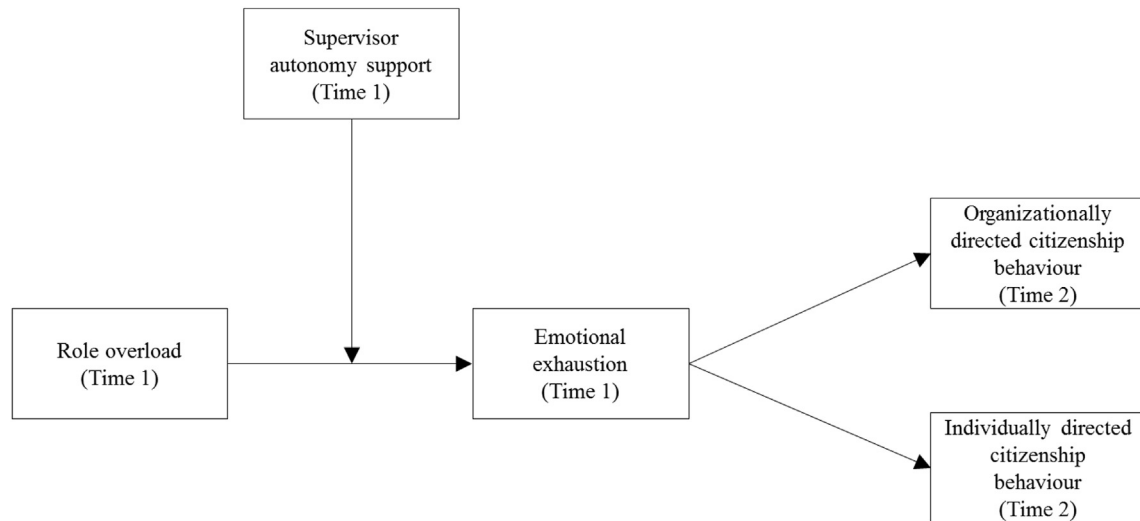 Supervisor
autonomy support
(Time 1)
Role overload
(Time 1)
Emotional
exhaustion
(Time 1)
Organizationally
directed citizenship
behaviour
(Time 2)
Individually directed
citizenship
behaviour
(Time 2)